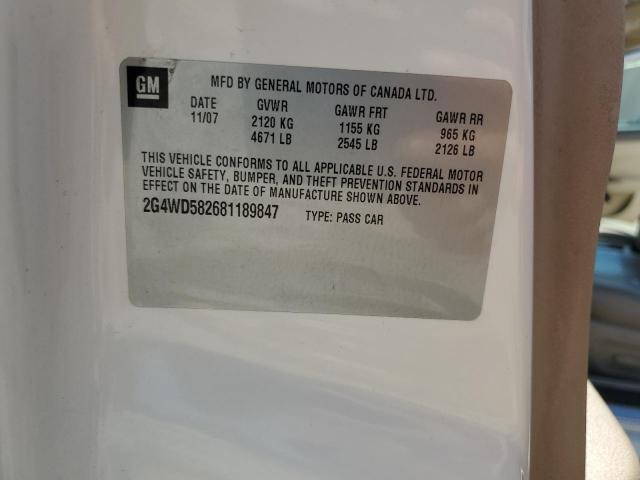 GM
MFD BY GENERAL MOTORS OF CANADA LTD.
DATE GVWR GAWR FRT GAWR RR
11/07 2120 KG 1155 KG 965 KG
4671 LB 2545 LB 2126 LB
THIS VEHICLE CONFORMS TO ALL APPLICABLE U.S. FEDERAL MOTOR
VEHICLE SAFETY, BUMPER, AND THEFT PREVENTION STANDARDS IN
EFFECT ON THE DATE OF MANUFACTURE SHOWN ABOVE.
2G4WD582681189847 TYPE: PASS CAR